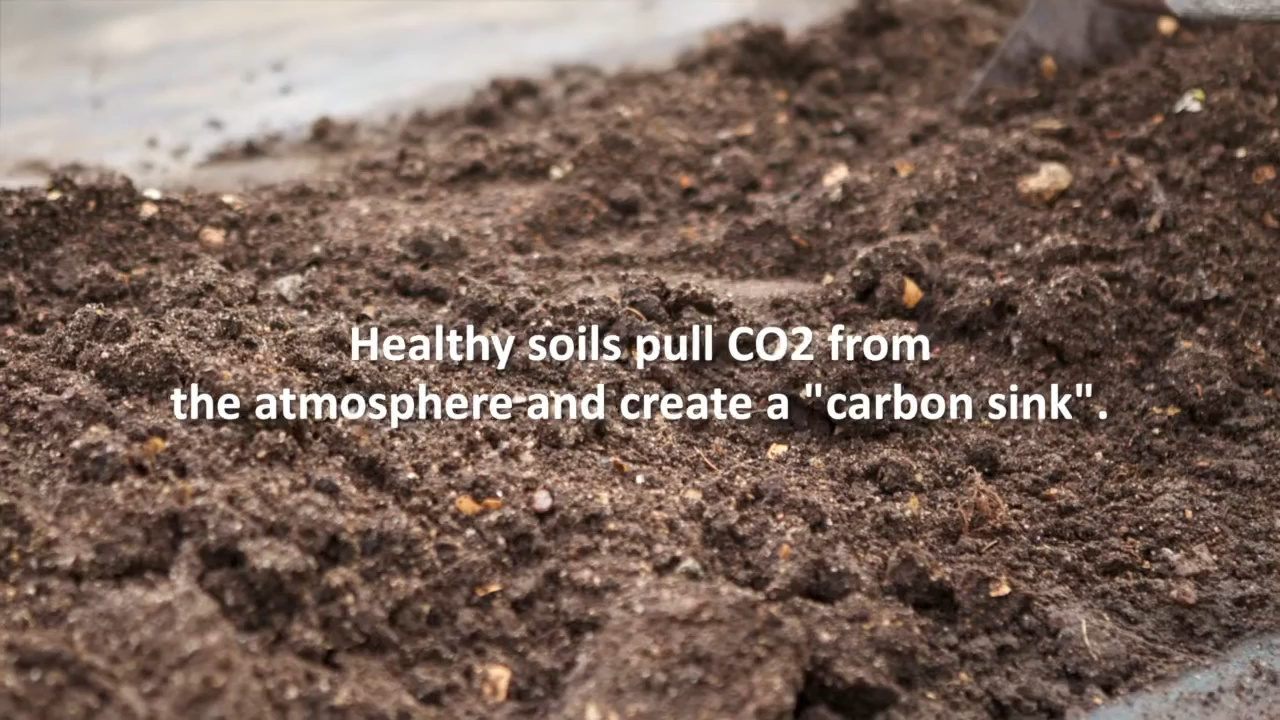 Healthy soils pull CO2 from
the atmosphere and create a "carbon sink".